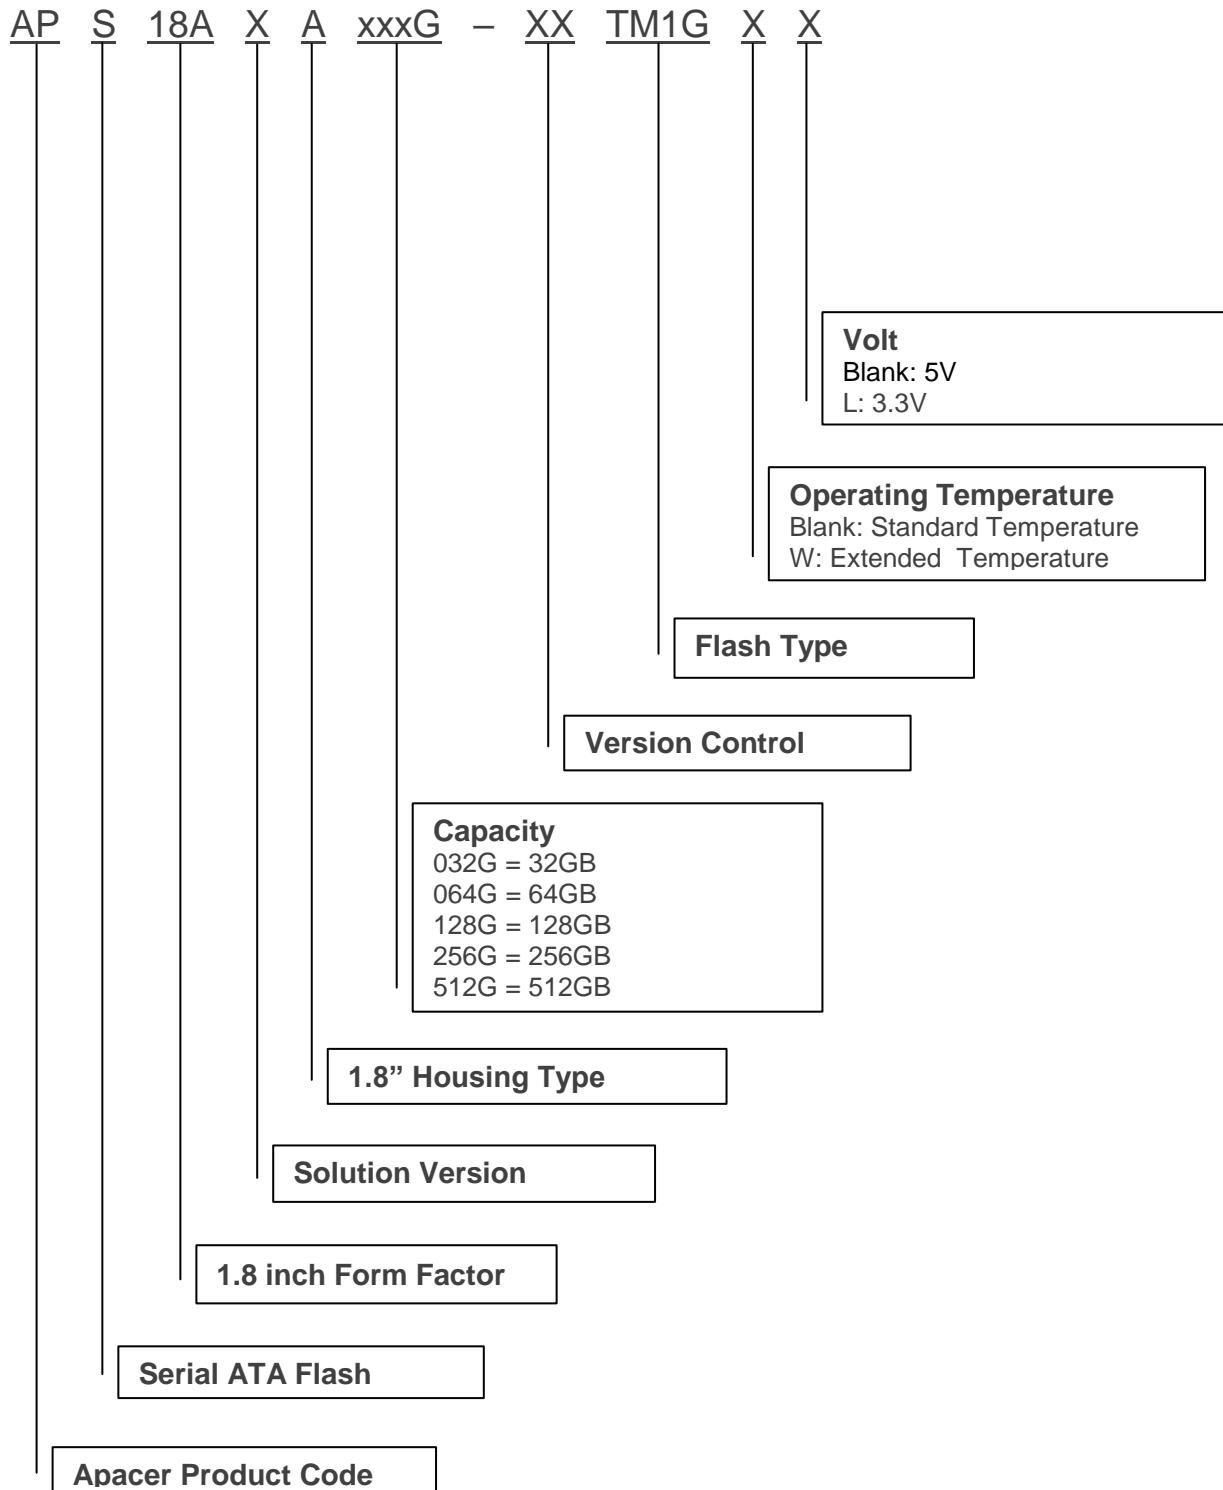 AP S 18A X A xxxG – XX TM1G X X
Volt
Blank: 5V
L: 3.3V
Operating Temperature
Blank: Standard Temperature
W: Extended Temperature
Flash Type
Version Control
Capacity
032G = 32GB
064G = 64GB
128G = 128GB
256G = 256GB
512G = 512GB
1.8” Housing Type
Solution Version
1.8 inch Form Factor
Serial ATA Flash
Apacer Product Code